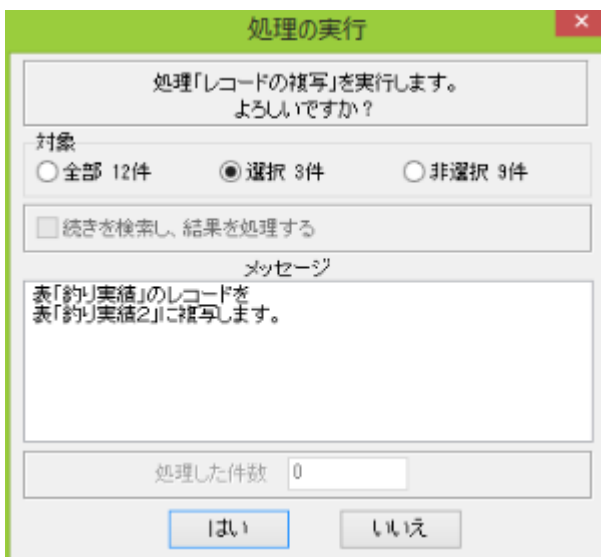 処理の実行
処理「レコードの複写」を実行します。
よろしいですか？
対象
全部 12件
選択 3件
非選択 9件
続きを検索し、結果を処理する
メッセージ
表「釣り実績」のレコードを
表「釣り実績2」に複写します。
処理した件数 0
はい
いいえ